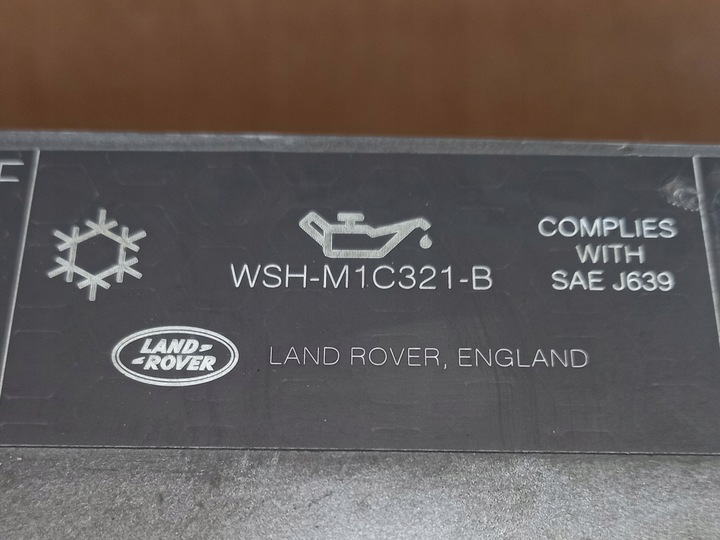 COMPLIES
WITH
SAE J639
WSH-M1C321-B
LAND-
-ROVER
LAND ROVER, ENGLAND